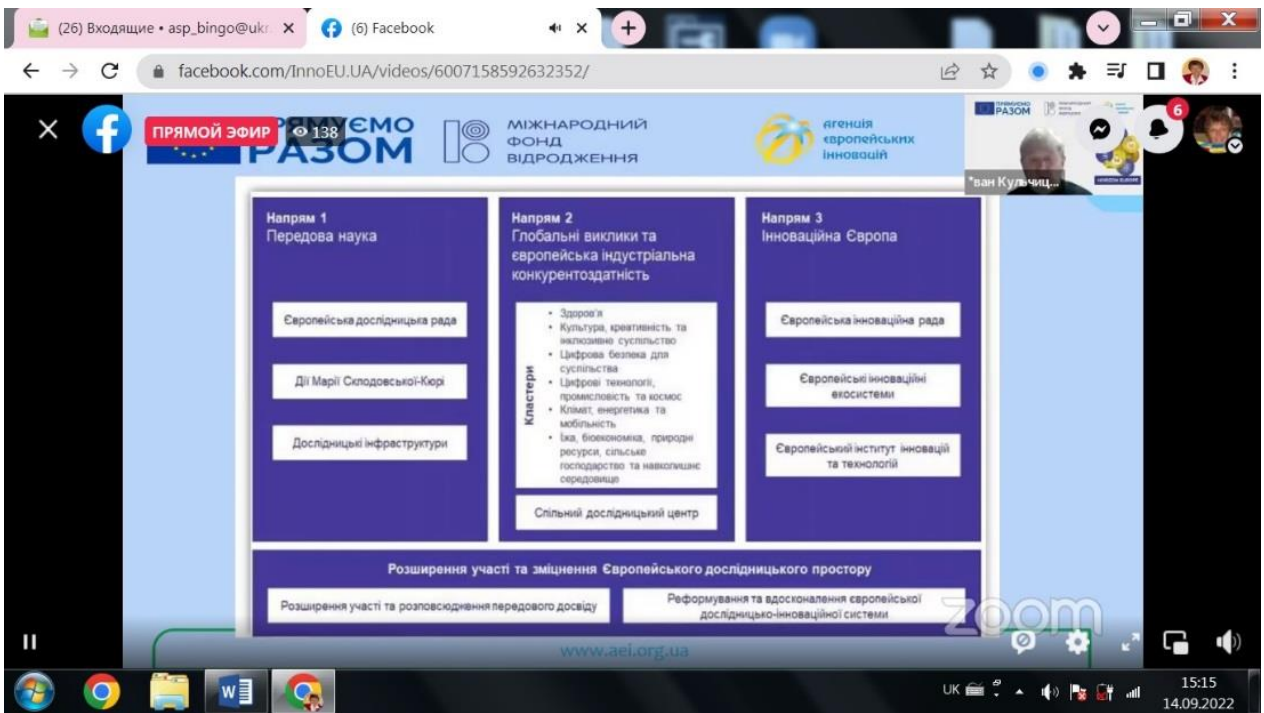 (26) Входящие • asp_bingo@ukr
(6) Facebook
facebook.com/InnoEU.UA/videos/6007158592632352/
ПРЯМОЙ ЭФИР 138
РАЗОМ
МІЖНАРОДНИЙ
ФОНД
ВІДРОДЖЕННЯ
агенція
європейських
інновацій
ПРЯМУЄМО
РАЗОМ
6
ван Кульчиц...
Напрям 1
Передова наука
Європейська дослідницька рада
Дії Марії Склодовської-Кюрі
Дослідницькі інфраструктури
Напрям 2
Глобальні виклики та
європейська індустріальна
конкурентоздатність
Кластери
• Здоров'я
• Культура, креативність та
інклюзивне суспільство
• Цифрова безпека для
суспільства
• Цифрові технології,
промисловість та космос
• Клімат, енергетика та
мобільність
• Їжа, біоекономіка, природні
ресурси, сільське
господарство та навколишнє
середовище
Спільний дослідницький центр
Напрям 3
Інноваційна Європа
Європейська інноваційна рада
Європейські інноваційні
екосистеми
Європейський інститут інновацій
та технологій
Розширення участі та зміцнення Європейського дослідницького простору
Розширення участі та розповсюдження передового досвіду
Реформування та вдосконалення європейської
дослідницько-інноваційної системи
zoom
www.aei.org.ua
UK
15:15
14.09.2022